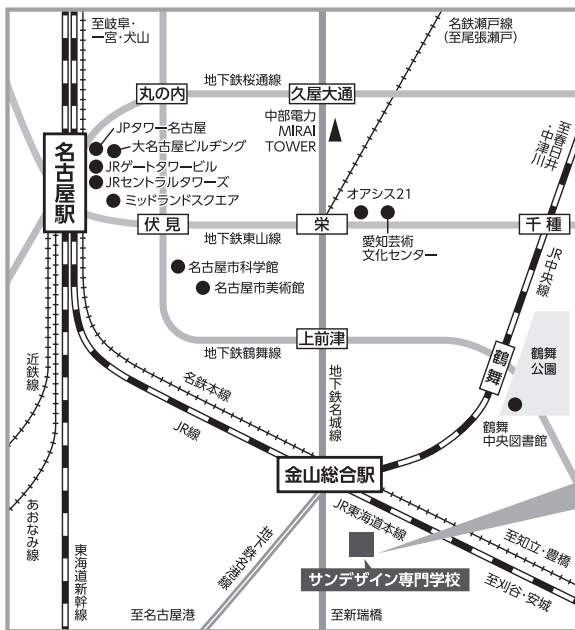 至岐阜・
一宮・犬山
名鉄瀬戸線
(至尾張瀬戸)
地下鉄桜通線
丸の内
久屋大通
JPタワー名古屋
大名古屋ビルヂング
JRゲートタワービル
JRセントラルタワーズ
ミッドランドスクエア
中部電力
MIRAI
TOWER
至春日井
・中津川
名古屋駅
オアシス21
伏見
地下鉄東山線
栄
愛知芸術
文化センター
千種
JR中央線
名古屋市科学館
名古屋市美術館
上前津
地下鉄鶴舞線
鶴舞
鶴舞
公園
近鉄線
名鉄本線
JR線
地下鉄名城線
鶴舞
中央図書館
金山総合駅
あおなみ線
東海道新幹線
地下鉄名港線
JR東海道本線
至知立・豊橋
サンデザイン専門学校
至刈谷・安城
至名古屋港
至新瑞橋